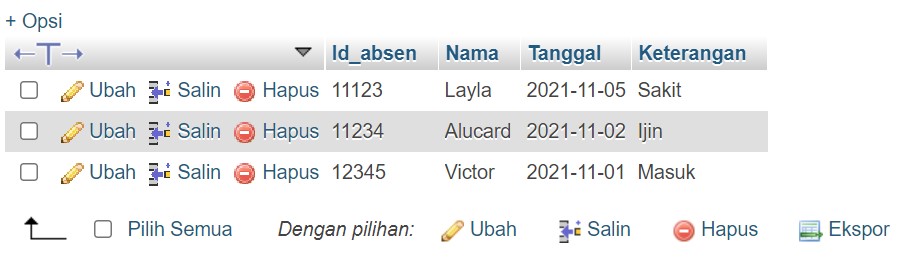 + Opsi
←T→ Id_absen Nama Tanggal Keterangan
Ubah Salin Hapus 11123 Layla 2021-11-05 Sakit
Ubah Salin Hapus 11234 Alucard 2021-11-02 Ijin
Ubah Salin Hapus 12345 Victor 2021-11-01 Masuk
Pilih Semua Dengan pilihan: Ubah Salin Hapus Ekspor